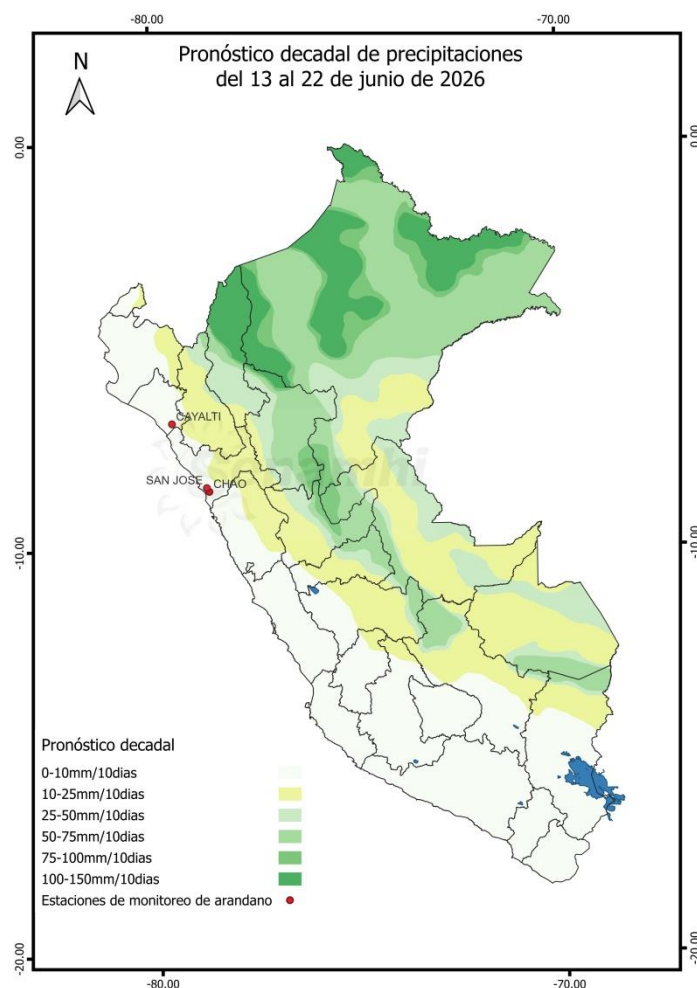 -80.00
-70.00
Pronóstico decadal de precipitaciones
del 13 al 22 de junio de 2026
N
0.00
0.00
CAYALTI
SAN JOSE
CHAO
senamhi
-10.00
-10.00
Pronóstico decadal
0-10mm/10dias
10-25mm/10dias
25-50mm/10dias
50-75mm/10dias
75-100mm/10dias
100-150mm/10dias
Estaciones de monitoreo de arandano
-20.00
-20.00
-80.00
-70.00